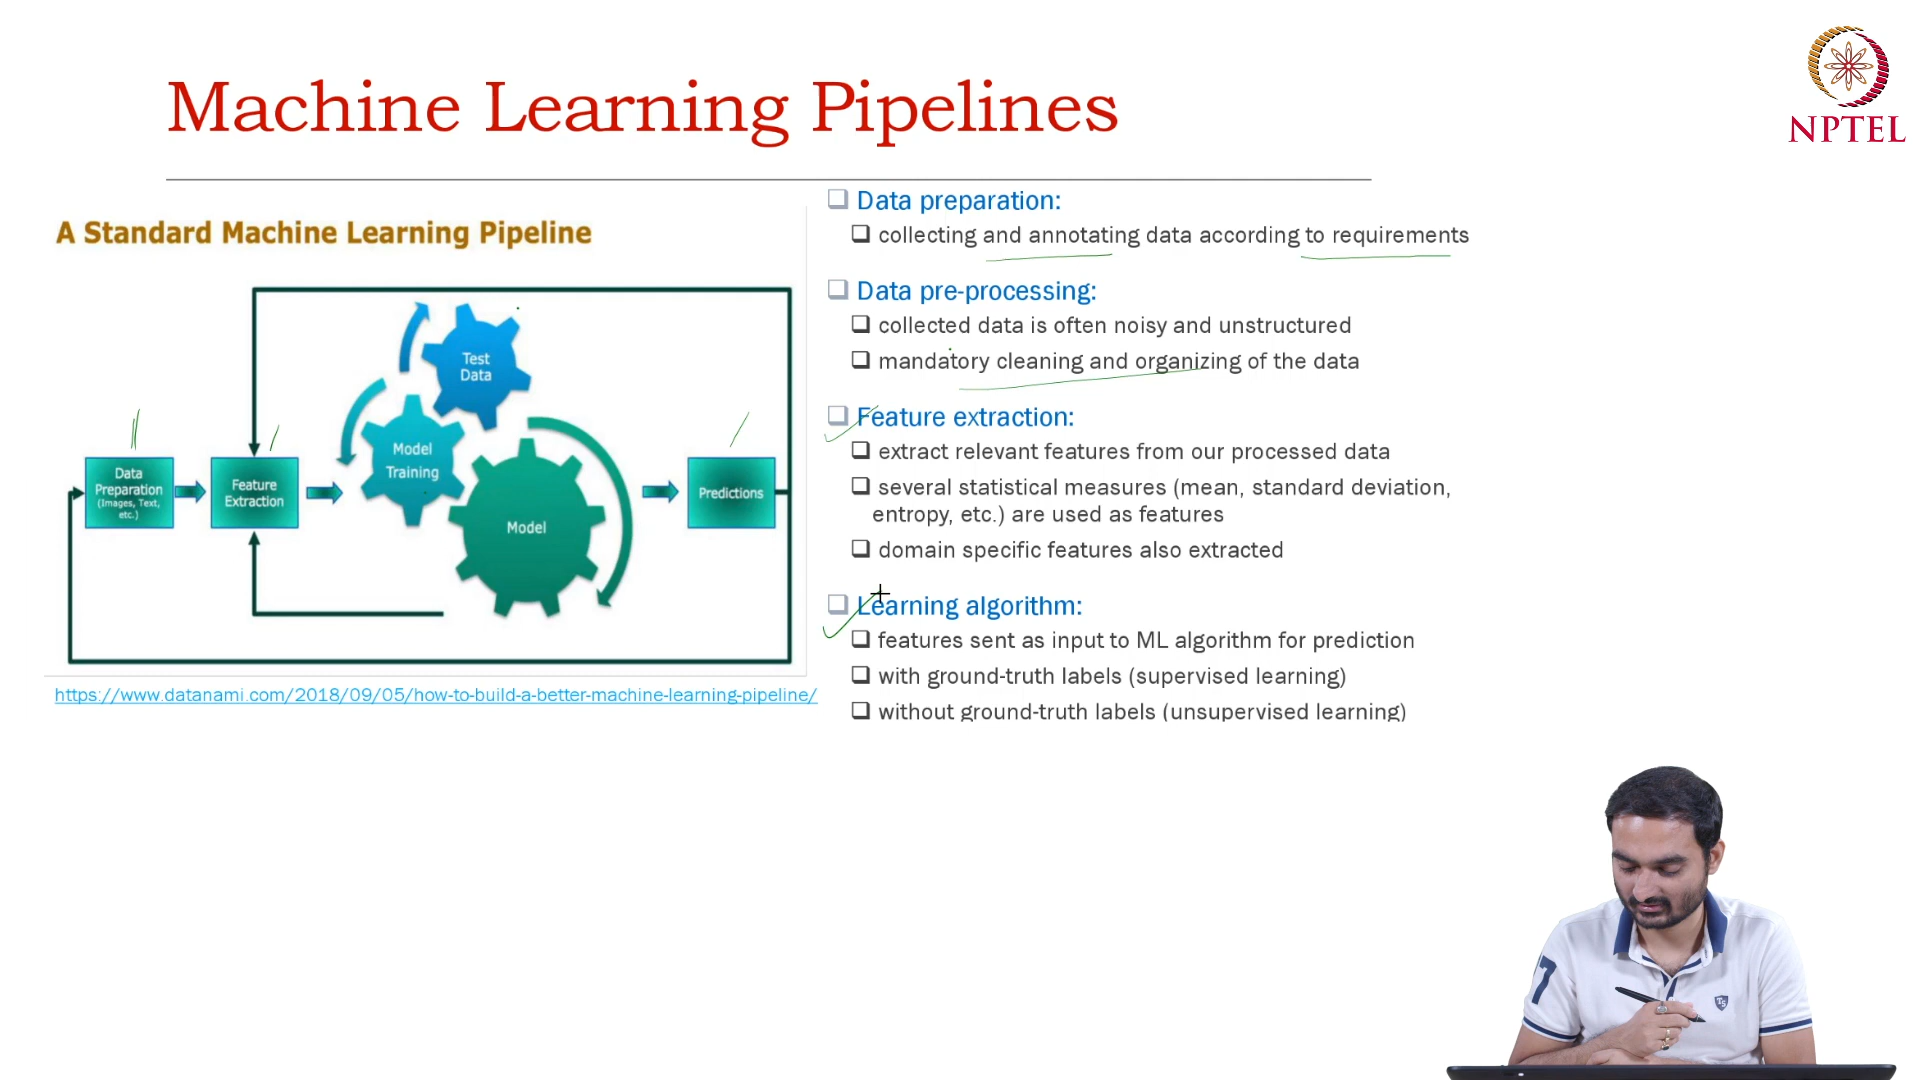 Machine Learning Pipelines
NPTEL
A Standard Machine Learning Pipeline
Test
Data
Model
Training
Model
Data
Preparation
(Images, Text,
etc.)
Feature
Extraction
Predictions
https://www.datanami.com/2018/09/05/how-to-build-a-better-machine-learning-pipeline/
Data preparation:
collecting and annotating data according to requirements
Data pre-processing:
collected data is often noisy and unstructured
mandatory cleaning and organizing of the data
Feature extraction:
extract relevant features from our processed data
several statistical measures (mean, standard deviation,
entropy, etc.) are used as features
domain specific features also extracted
Learning algorithm:
features sent as input to ML algorithm for prediction
with ground-truth labels (supervised learning)
without ground-truth labels (unsupervised learning)
7